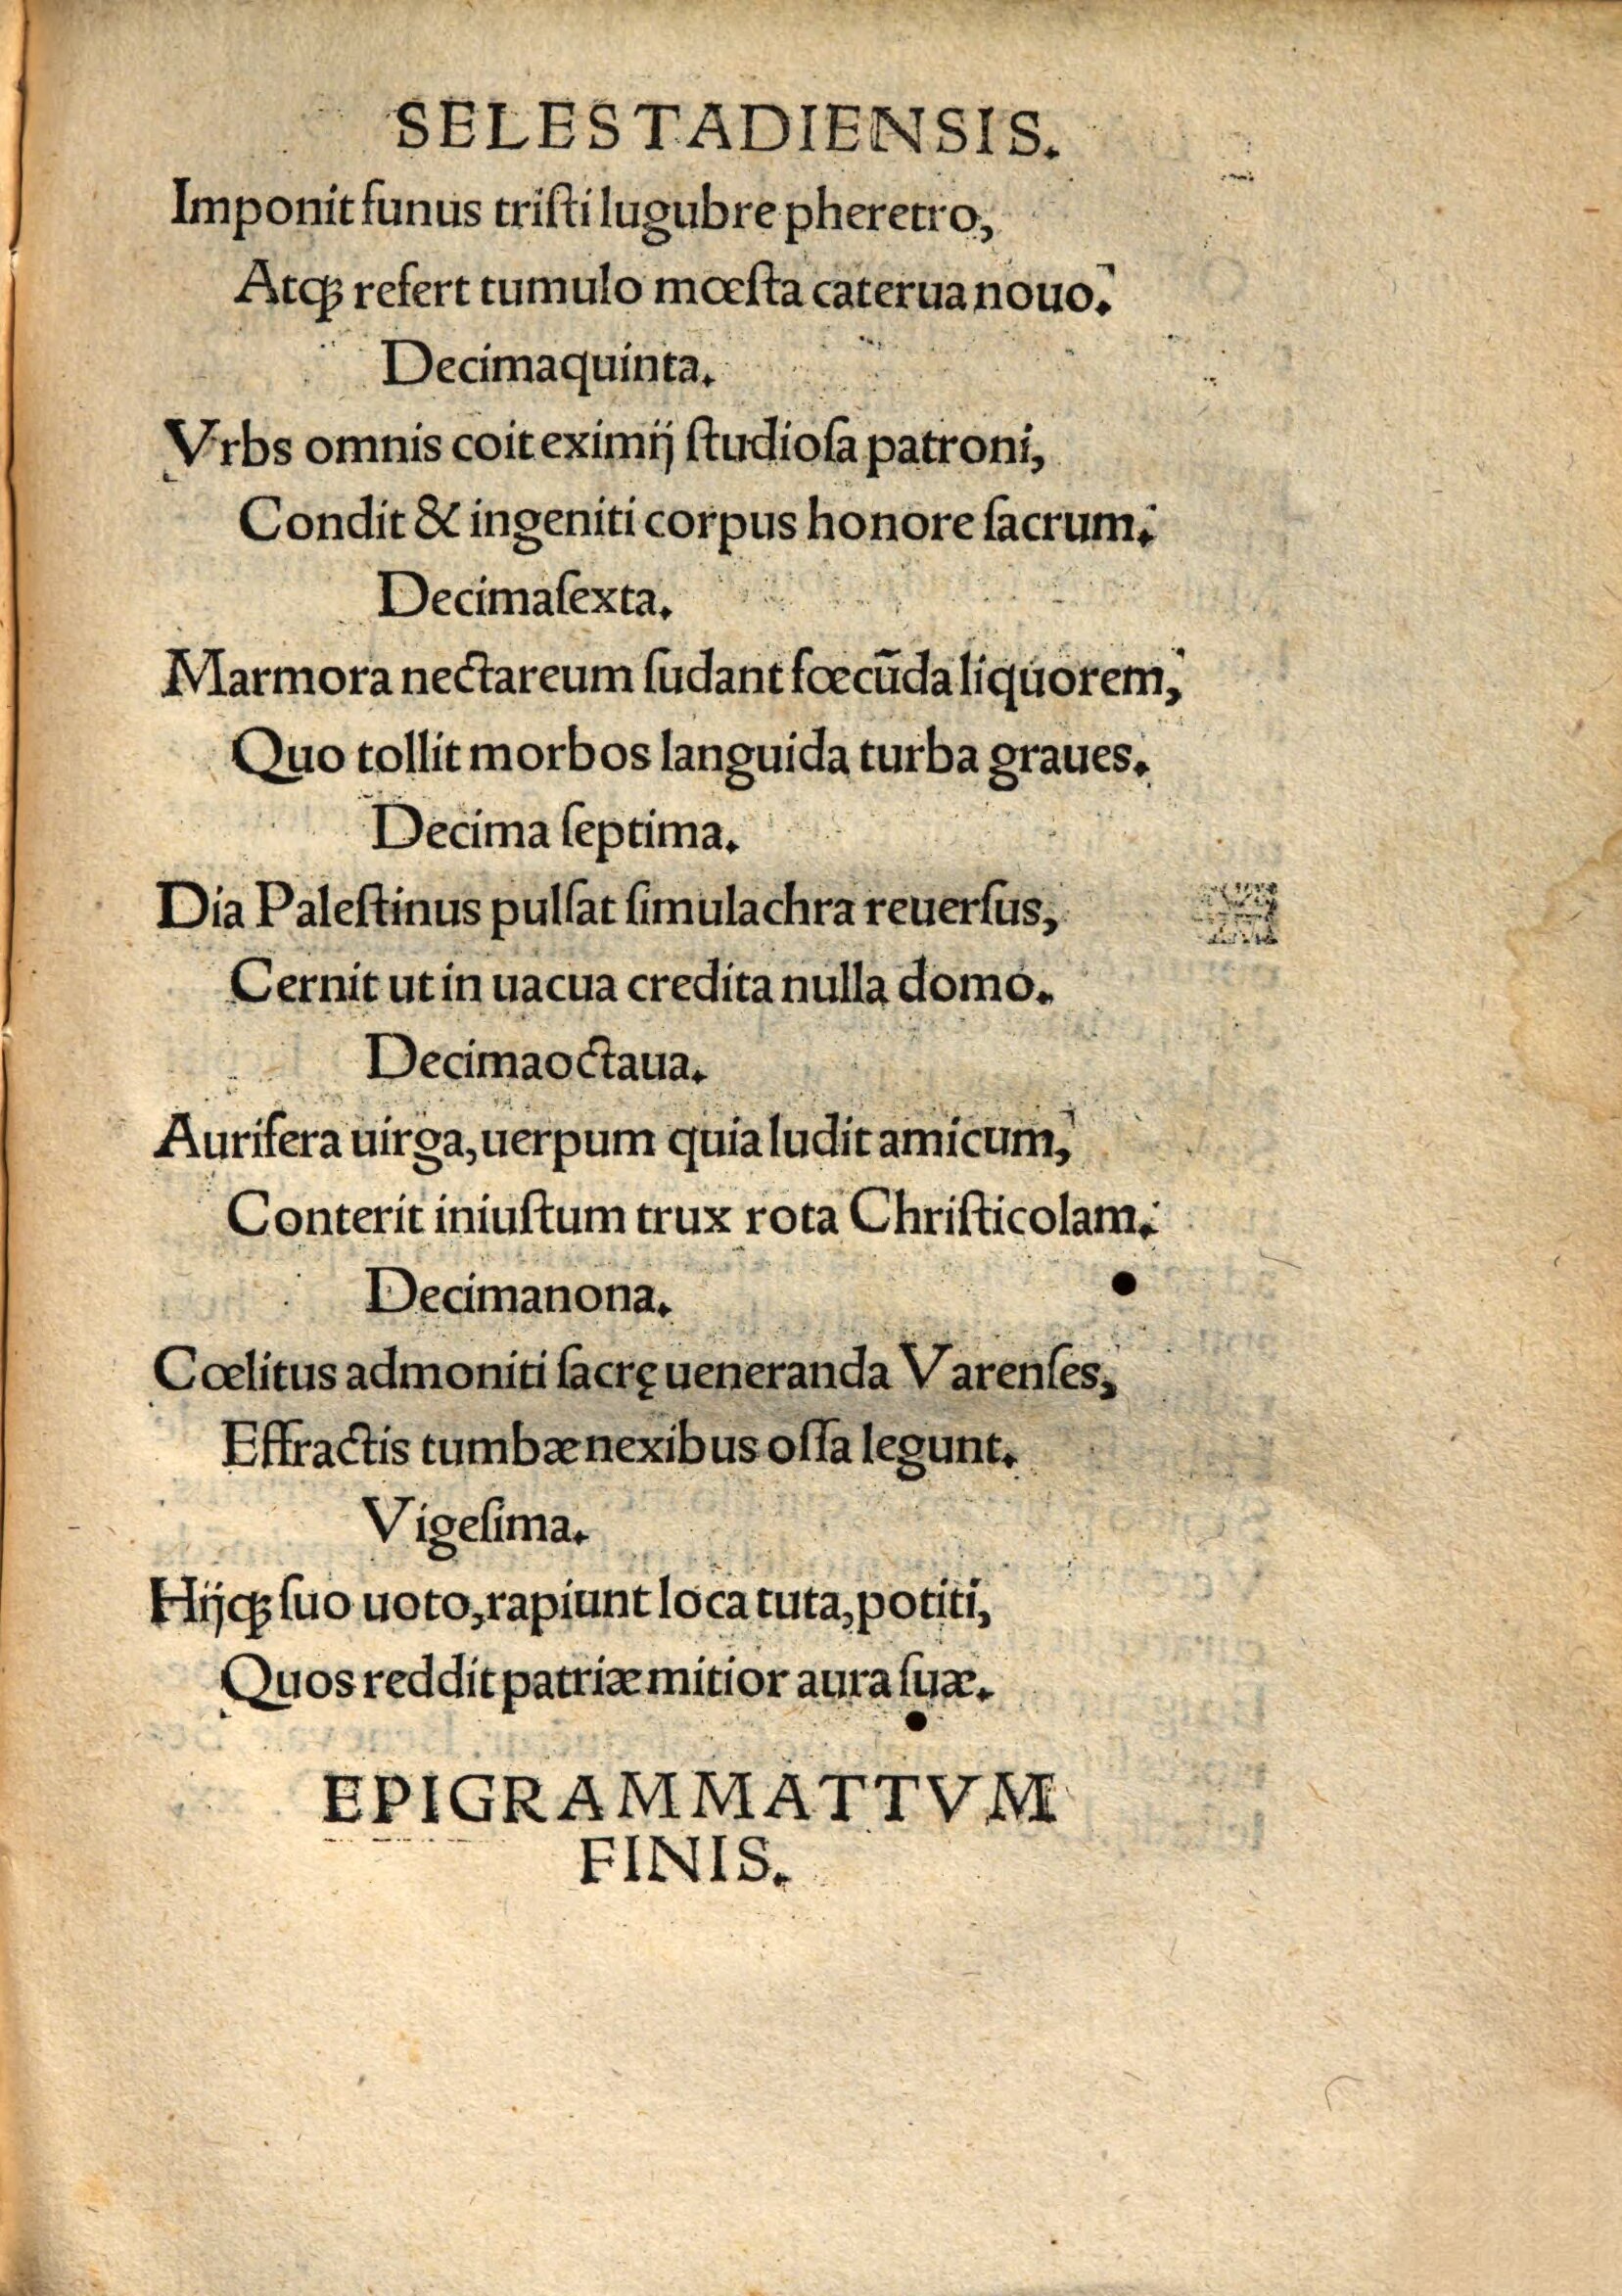 SELESTADIENSIS.
Imponit funus triſti lugubre pheretro,
Atqꝫ refert tumulo mœſta caterua nouo.
Decimaquinta.
Vrbs omnis coit eximij ſtudioſa patroni,
Condit & ingeniti corpus honore ſacrum.
Decimaſexta.
Marmora nectareum ſudant fœcūda liquorem,
Quo tollit morbos languida turba graues.
Decima ſeptima.
Dia Paleſtinus pulſat ſimulachra reuerſus,
Cernit ut in uacua credita nulla domo.
Decimaoctaua.
Aurifera uirga, uerpum quia ludit amicum,
Conterit iniuſtum trux rota Chriſticolam.
Decimanona.
Cœlitus admoniti ſacrę ueneranda Varenſes,
Effractis tumbæ nexibus oſſa legunt.
Vigeſima.
Hijqꝫ ſuo uoto, rapiunt loca tuta, potiti,
Quos reddit patriæ mitior aura ſuæ.
EPIGRAMMATTVM
FINIS.